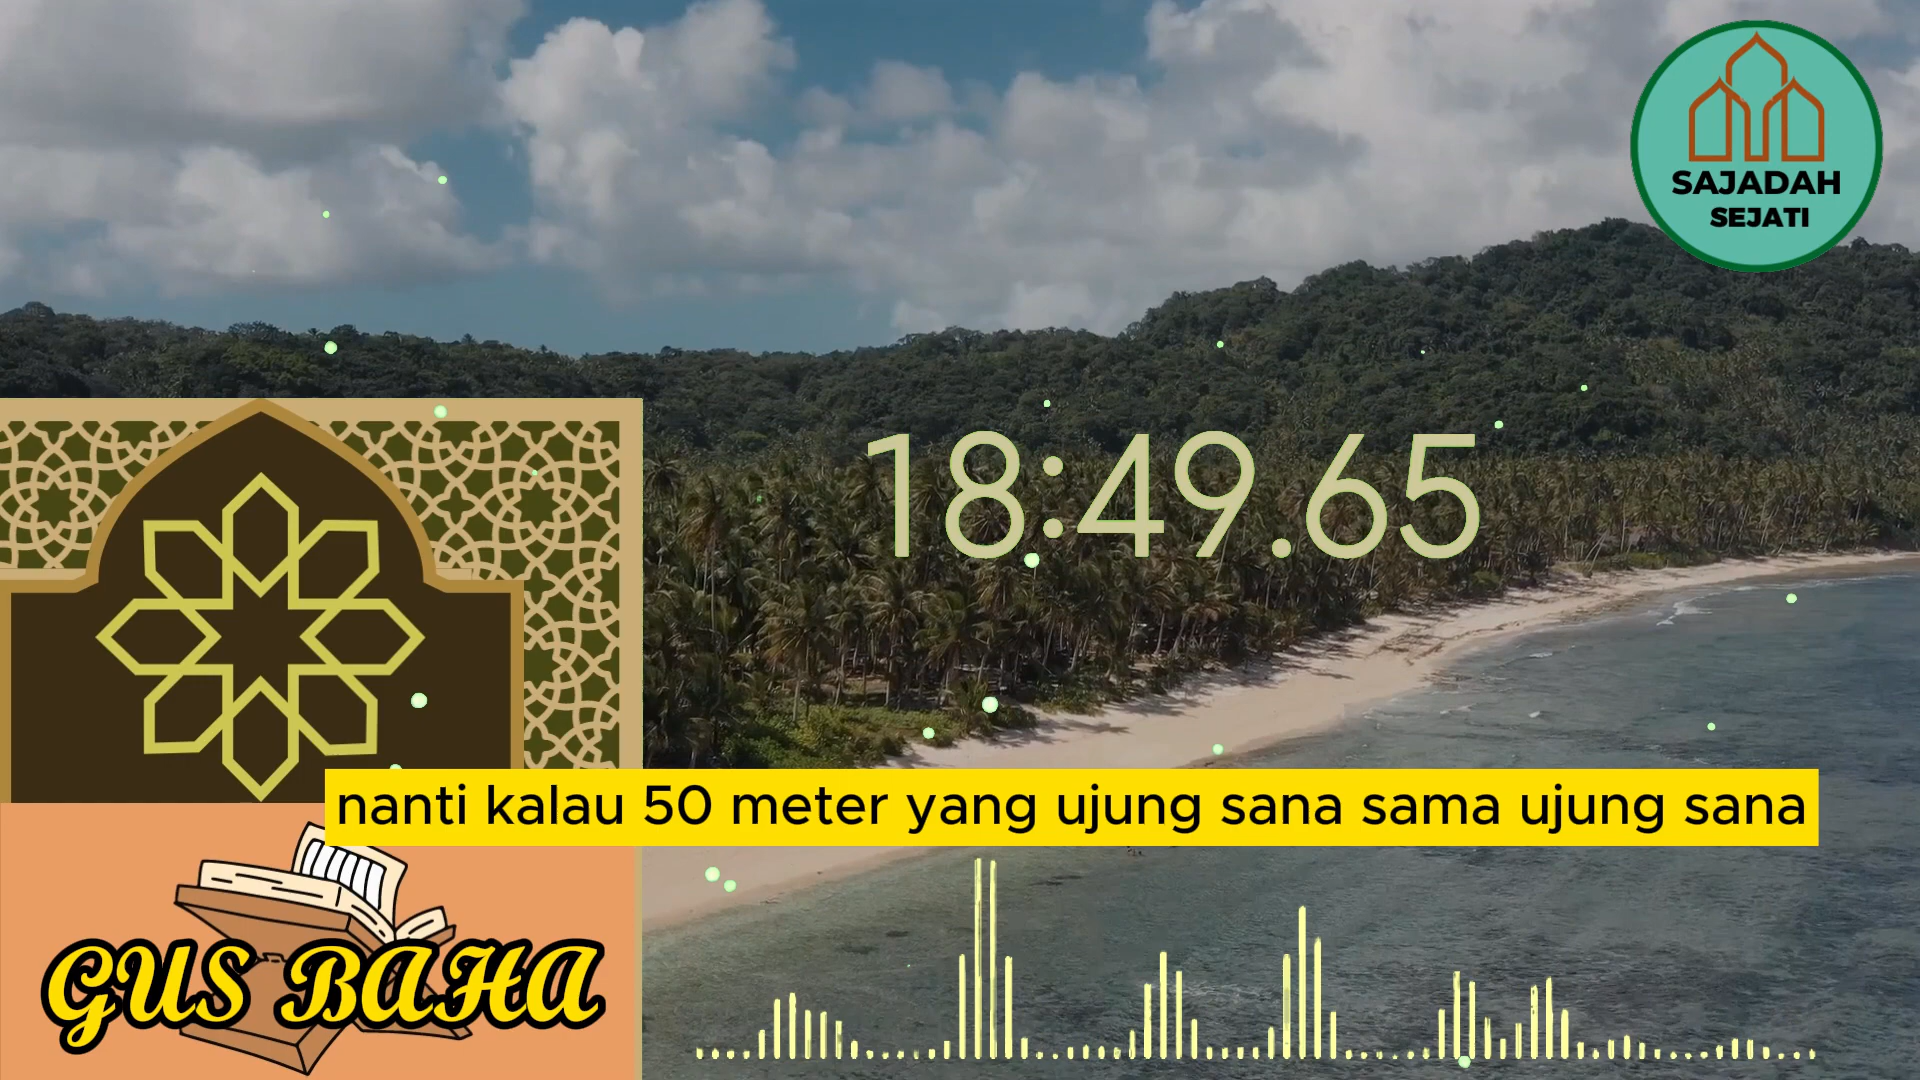 SAJADAH
SEJATI
18:49.65
nanti kalau 50 meter yang ujung sana sama ujung sana
GUS BAHA